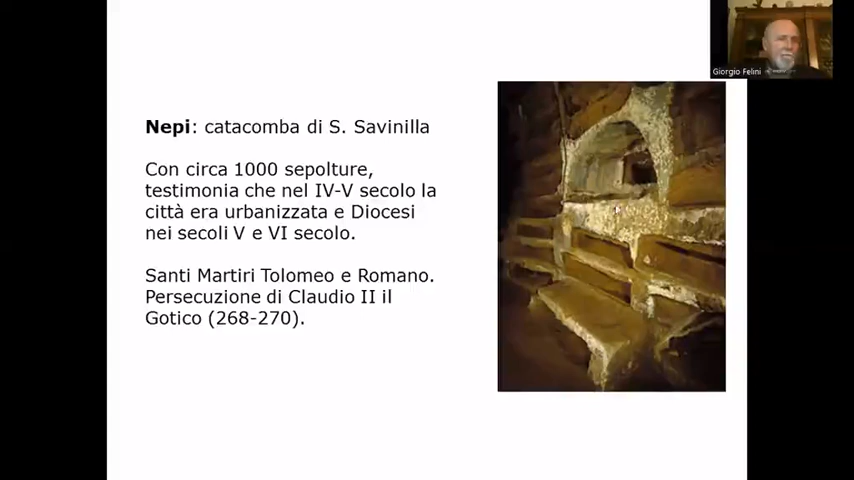 Giorgio Felini
Nepi: catacomba di S. Savinilla
Con circa 1000 sepolture,
testimonia che nel IV-V secolo la
città era urbanizzata e Diocesi
nei secoli V e VI secolo.
Santi Martiri Tolomeo e Romano.
Persecuzione di Claudio II il
Gotico (268-270).